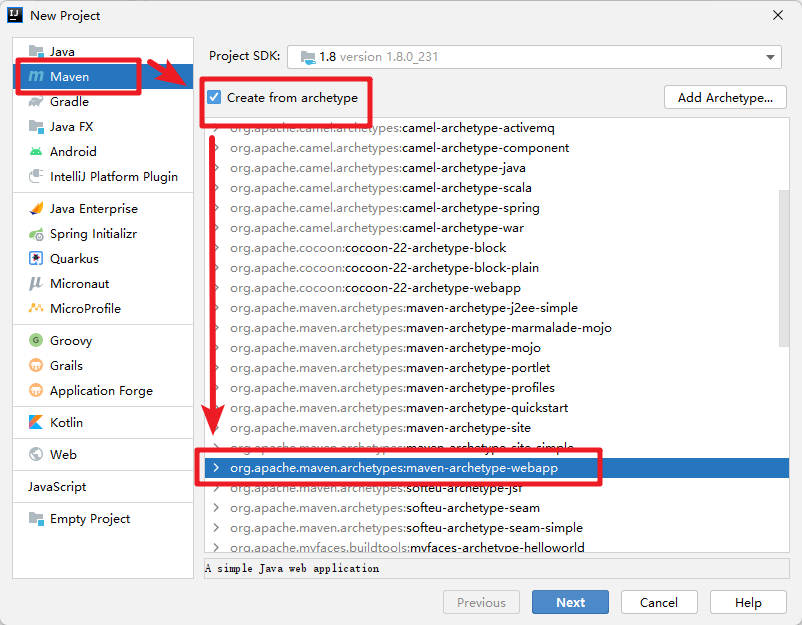 New Project
Java
Maven
Gradle
Java FX
Android
IntelliJ Platform Plugin
Java Enterprise
Spring Initializr
Quarkus
Micronaut
MicroProfile
Groovy
Grails
Application Forge
Kotlin
Web
JavaScript
Empty Project
Project SDK: 1.8 version 1.8.0_231
Create from archetype
Add Archetype...
org.apache.camel.archetypes:camel-archetype-activemq
org.apache.camel.archetypes:camel-archetype-component
org.apache.camel.archetypes:camel-archetype-java
org.apache.camel.archetypes:camel-archetype-scala
org.apache.camel.archetypes:camel-archetype-spring
org.apache.camel.archetypes:camel-archetype-war
org.apache.cocoon:cocoon-22-archetype-block
org.apache.cocoon:cocoon-22-archetype-block-plain
org.apache.cocoon:cocoon-22-archetype-webapp
org.apache.maven.archetypes:maven-archetype-j2ee-simple
org.apache.maven.archetypes:maven-archetype-marmalade-mojo
org.apache.maven.archetypes:maven-archetype-mojo
org.apache.maven.archetypes:maven-archetype-portlet
org.apache.maven.archetypes:maven-archetype-profiles
org.apache.maven.archetypes:maven-archetype-quickstart
org.apache.maven.archetypes:maven-archetype-site
org.apache.maven.archetypes:maven-archetype-site-simple
org.apache.maven.archetypes:maven-archetype-webapp
org.apache.maven.archetypes:softeu-archetype-jsf
org.apache.maven.archetypes:softeu-archetype-seam
org.apache.maven.archetypes:softeu-archetype-seam-simple
org.apache.myfaces.buildtools:myfaces-archetype-helloworld
A simple Java web application
Previous
Next
Cancel
Help